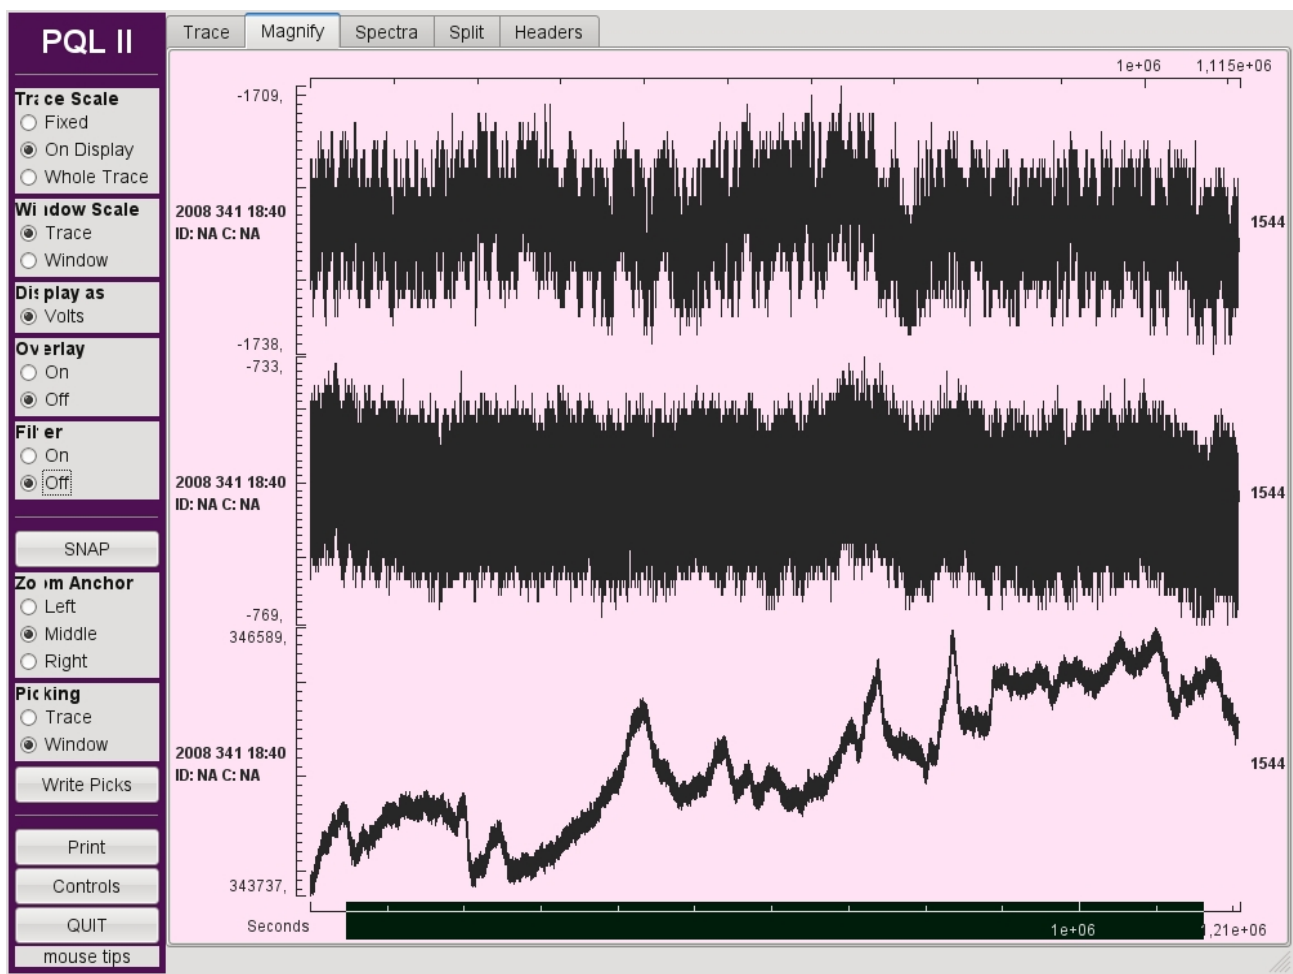 PQL II
Trace Scale
Fixed
On Display
Whole Trace
Window Scale
Trace
Window
Display as
Volts
Overlay
On
Off
Filter
On
Off
SNAP
Zoom Anchor
Left
Middle
Right
Picking
Trace
Window
Write Picks
Print
Controls
QUIT
mouse tips
Trace Magnify Spectra Split Headers
1e+06 1,115e+06
-1709,
2008 341 18:40
ID: NA C: NA
1544
-1738,
-733,
2008 341 18:40
ID: NA C: NA
1544
-769,
346589,
2008 341 18:40
ID: NA C: NA
1544
343737,
Seconds 1e+06 1,21e+06